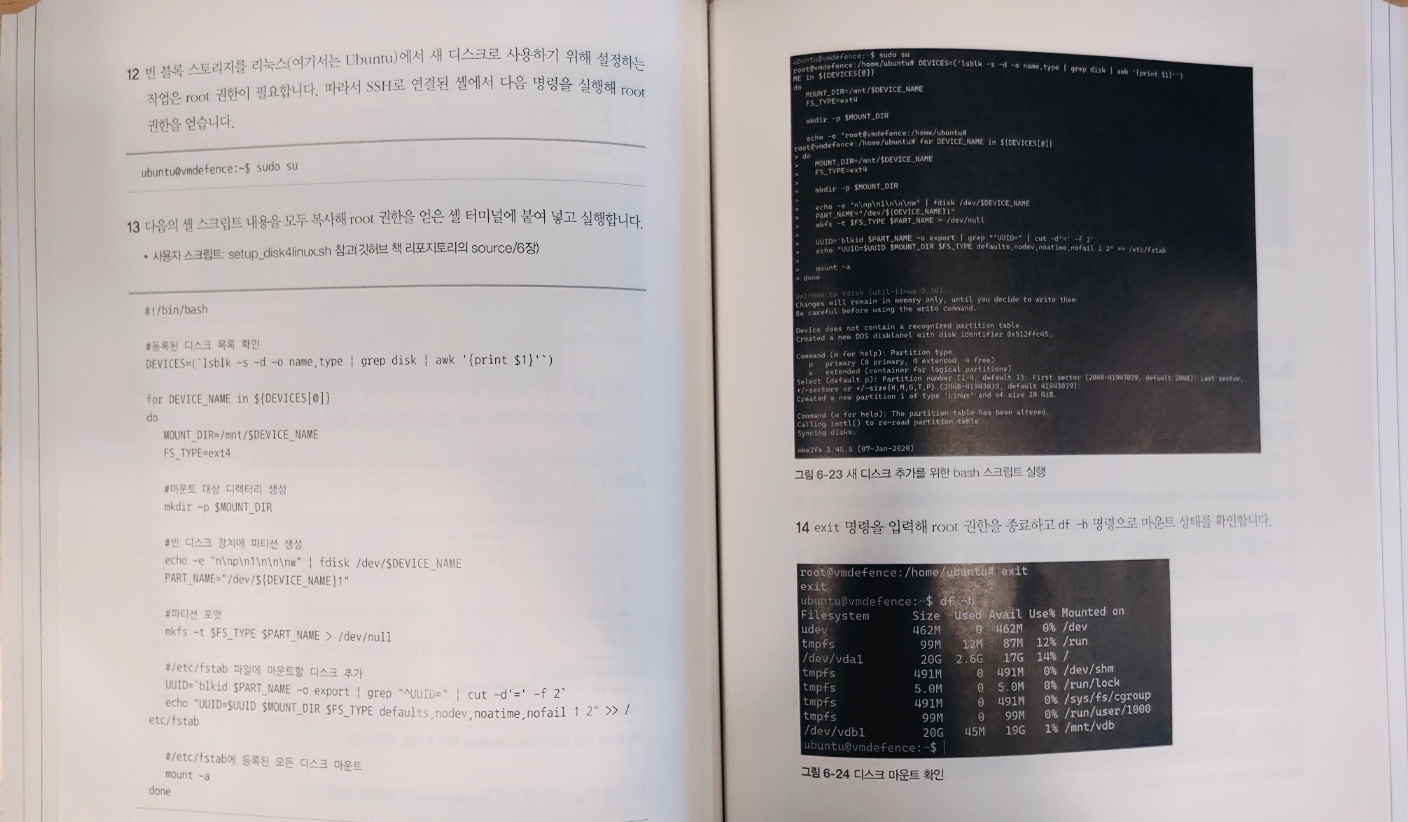 12 빈 블록 스토리지를 리눅스(여기서는 Ubuntu)에서 새 디스크로 사용하기 위해 설정하는
작업은 root 권한이 필요합니다. 따라서 SSH로 연결된 셸에서 다음 명령을 실행해 root
권한을 얻습니다.
ubuntu@vmdefence:~$ sudo su
13 다음의 셸 스크립트 내용을 모두 복사해 root 권한을 얻은 셸 터미널에 붙여 넣고 실행합니다.
• 사용자 스크립트: setup_disk4linux.sh 참고(깃허브 책 리포지토리의 source/6장)
#!/bin/bash
#등록된 디스크 목록 확인
DEVICES=(`lsblk -s -d -o name,type | grep disk | awk '{print $1}'`)
for DEVICE_NAME in ${DEVICES[@]}
do
MOUNT_DIR=/mnt/$DEVICE_NAME
FS_TYPE=ext4
#마운트 대상 디렉터리 생성
mkdir -p $MOUNT_DIR
#빈 디스크 장치에 파티션 생성
echo -e "n\np\n1\n\n\nw" | fdisk /dev/$DEVICE_NAME
PART_NAME="/dev/${DEVICE_NAME}1"
#파티션 포맷
mkfs -t $FS_TYPE $PART_NAME > /dev/null
#/etc/fstab 파일에 마운트할 디스크 추가
UUID=`blkid $PART_NAME -o export | grep "^UUID=" | cut -d'=' -f 2`
echo "UUID=$UUID $MOUNT_DIR $FS_TYPE defaults,nodev,noatime,nofail 1 2" >> /
etc/fstab
#/etc/fstab에 등록된 모든 디스크 마운트
mount -a
done
ubuntu@vmdefence:~$ sudo su
root@vmdefence:/home/ubuntu# DEVICES=(`lsblk -s -d -o name,type | grep disk | awk '{print $1}'`)
ME in ${DEVICES[@]}
do
MOUNT_DIR=/mnt/$DEVICE_NAME
FS_TYPE=ext4
mkdir -p $MOUNT_DIR
echo -e "root@vmdefence:/home/ubuntu#
root@vmdefence:/home/ubuntu# for DEVICE_NAME in ${DEVICES[@]}
> do
> MOUNT_DIR=/mnt/$DEVICE_NAME
> FS_TYPE=ext4
>
> mkdir -p $MOUNT_DIR
>
> echo -e "n\np\n1\n\n\nw" | fdisk /dev/$DEVICE_NAME
> PART_NAME="/dev/${DEVICE_NAME}1"
> mkfs -t $FS_TYPE $PART_NAME > /dev/null
>
> UUID=`blkid $PART_NAME -o export | grep "^UUID=" | cut -d'=' -f 2`
> echo "UUID=$UUID $MOUNT_DIR $FS_TYPE defaults,nodev,noatime,nofail 1 2" >> /etc/fstab
>
> mount -a
> done
Welcome to fdisk (util-linux 2.34).
Changes will remain in memory only, until you decide to write them.
Be careful before using the write command.
Device does not contain a recognized partition table.
Created a new DOS disklabel with disk identifier 0x512ffc45.
Command (m for help): Partition type
p primary (0 primary, 0 extended, 4 free)
e extended (container for logical partitions)
Select (default p): Partition number (1-4, default 1): First sector (2048-41943039, default 2048): Last sector,
+/-sectors or +/-size{K,M,G,T,P} (2048-41943039, default 41943039):
Created a new partition 1 of type 'Linux' and of size 20 GiB.
Command (m for help): The partition table has been altered.
Calling ioctl() to re-read partition table.
Syncing disks.
mke2fs 1.45.5 (07-Jan-2020)
그림 6-23 새 디스크 추가를 위한 bash 스크립트 실행
14 exit 명령을 입력해 root 권한을 종료하고 df -h 명령으로 마운트 상태를 확인합니다.
root@vmdefence:/home/ubuntu# exit
exit
ubuntu@vmdefence:~$ df -h
Filesystem Size Used Avail Use% Mounted on
udev 462M 0 462M 0% /dev
tmpfs 99M 12M 87M 12% /run
/dev/vda1 20G 2.6G 17G 14% /
tmpfs 491M 0 491M 0% /dev/shm
tmpfs 5.0M 0 5.0M 0% /run/lock
tmpfs 491M 0 491M 0% /sys/fs/cgroup
tmpfs 99M 0 99M 0% /run/user/1000
/dev/vdb1 20G 45M 19G 1% /mnt/vdb
ubuntu@vmdefence:~$
그림 6-24 디스크 마운트 확인